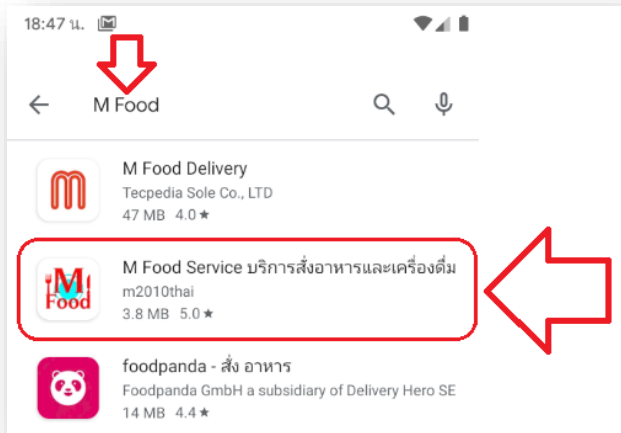 18:47 น.
M Food
M Food Delivery
Tecpedia Sole Co., LTD
47 MB 4.0 ★
M Food
M Food Service บริการสั่งอาหารและเครื่องดื่ม
m2010thai
3.8 MB 5.0 ★
foodpanda - สั่ง อาหาร
Foodpanda GmbH a subsidiary of Delivery Hero SE
14 MB 4.4 ★